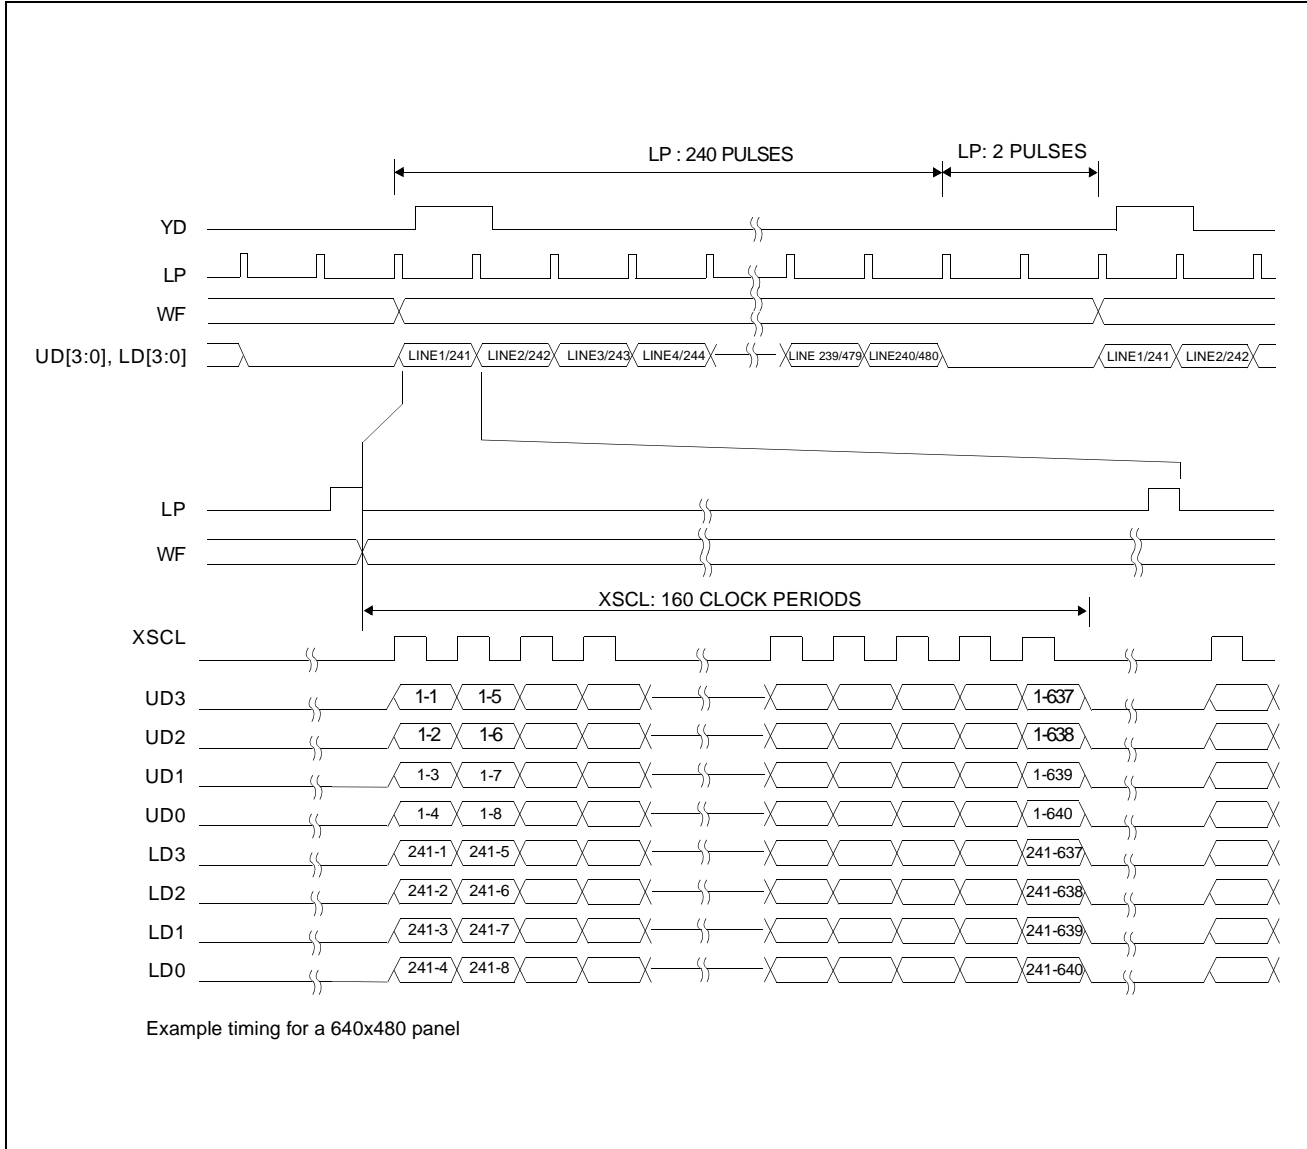 LP : 240 PULSES LP: 2 PULSES
YD
LP
WF
UD[3:0], LD[3:0] LINE1/241 LINE2/242 LINE3/243 LINE4/244 LINE 239/479 LINE240/480 LINE1/241 LINE2/242
LP
WF
XSCL: 160 CLOCK PERIODS
XSCL
UD3 1-1 1-5 1-637
UD2 1-2 1-6 1-638
UD1 1-3 1-7 1-639
UD0 1-4 1-8 1-640
LD3 241-1 241-5 241-637
LD2 241-2 241-6 241-638
LD1 241-3 241-7 241-639
LD0 241-4 241-8 241-640
Example timing for a 640x480 panel